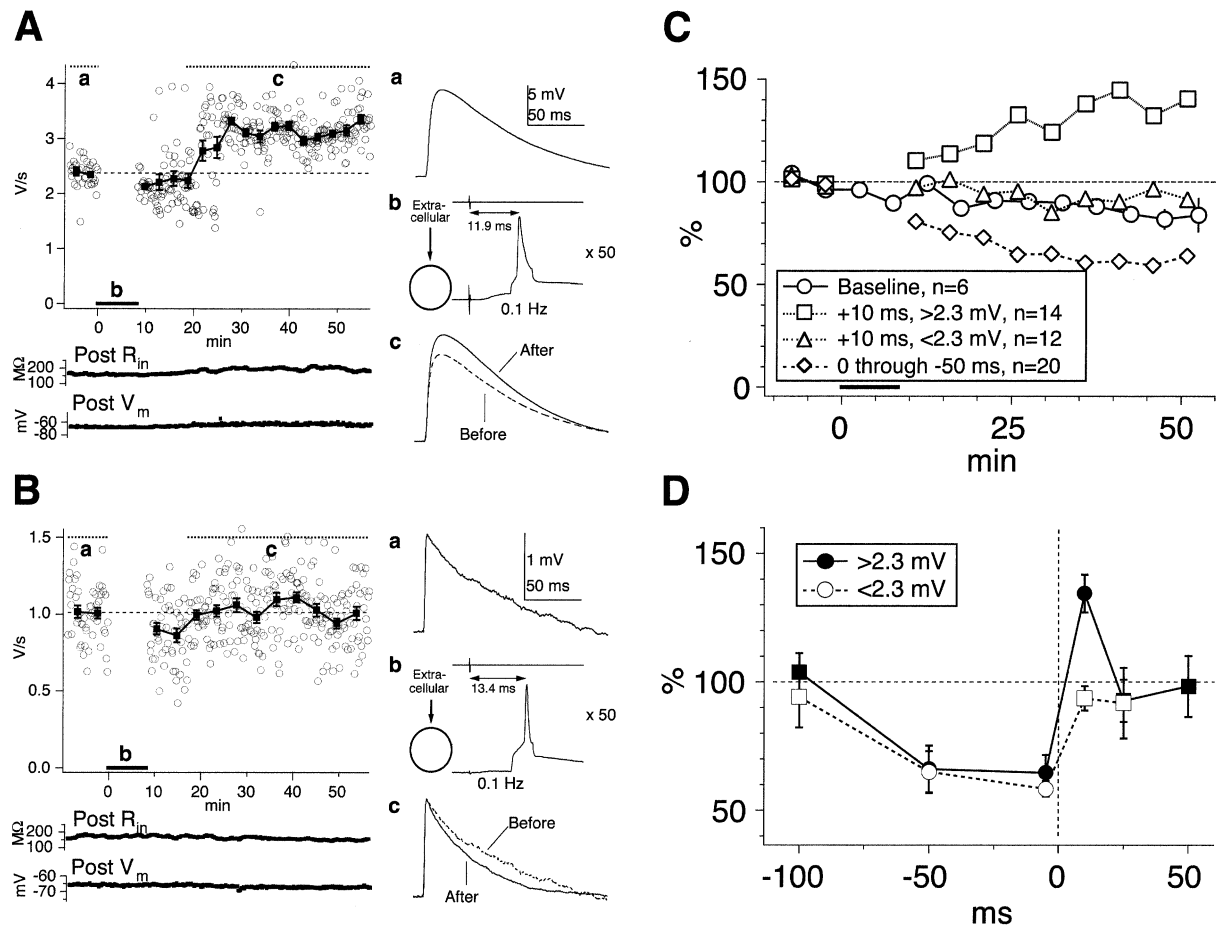 A
a
c
4
3
2
1
0
V/s
b
0 10 20 30 40 50
min
Post Rin
MΩ
200
100
Post Vm
mV
-60
-80
a
5 mV
50 ms
b
Extra-
cellular
11.9 ms
x 50
0.1 Hz
c
After
Before
B
a
c
1.5
1.0
0.5
0.0
V/s
b
0 10 20 30 40 50
min
Post Rin
MΩ
200
100
Post Vm
mV
-60
-70
a
1 mV
50 ms
b
Extra-
cellular
13.4 ms
x 50
0.1 Hz
c
Before
After
C
150
100
50
0
%
Baseline, n=6
+10 ms, >2.3 mV, n=14
+10 ms, <2.3 mV, n=12
0 through -50 ms, n=20
0 25 50
min
D
150
100
50
%
>2.3 mV
<2.3 mV
-100 -50 0 50
ms